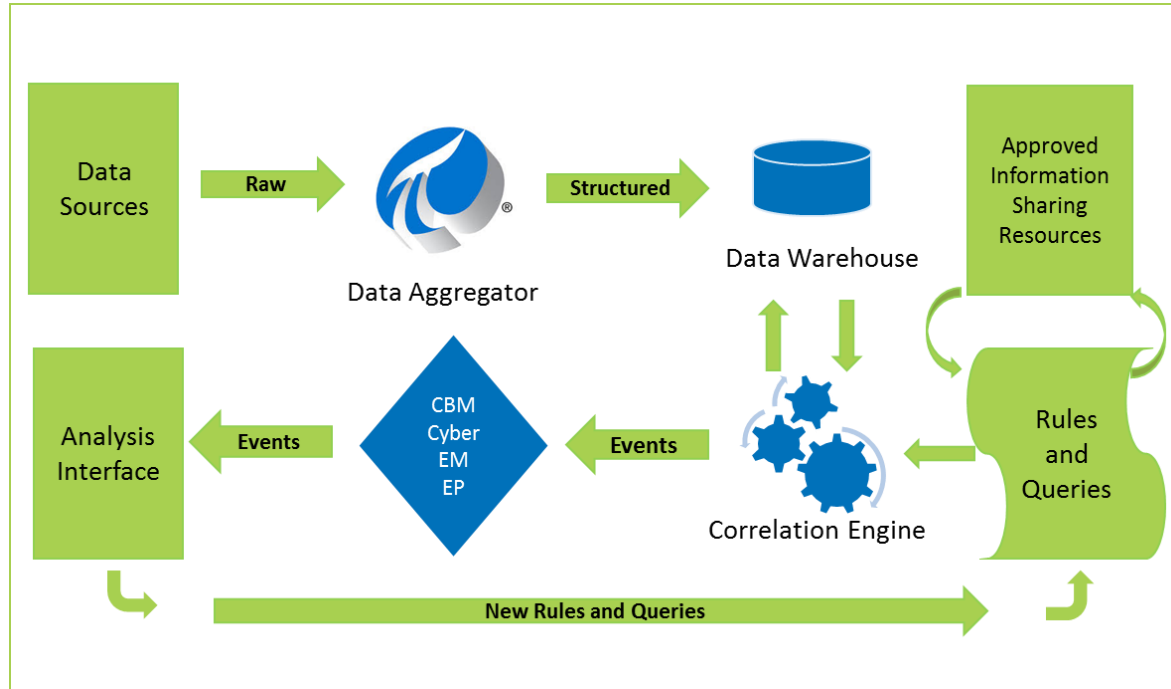 Data
Sources
Raw
®
Data Aggregator
Structured
Data Warehouse
Approved
Information
Sharing
Resources
Analysis
Interface
Events
CBM
Cyber
EM
EP
Events
Correlation Engine
Rules
and
Queries
New Rules and Queries